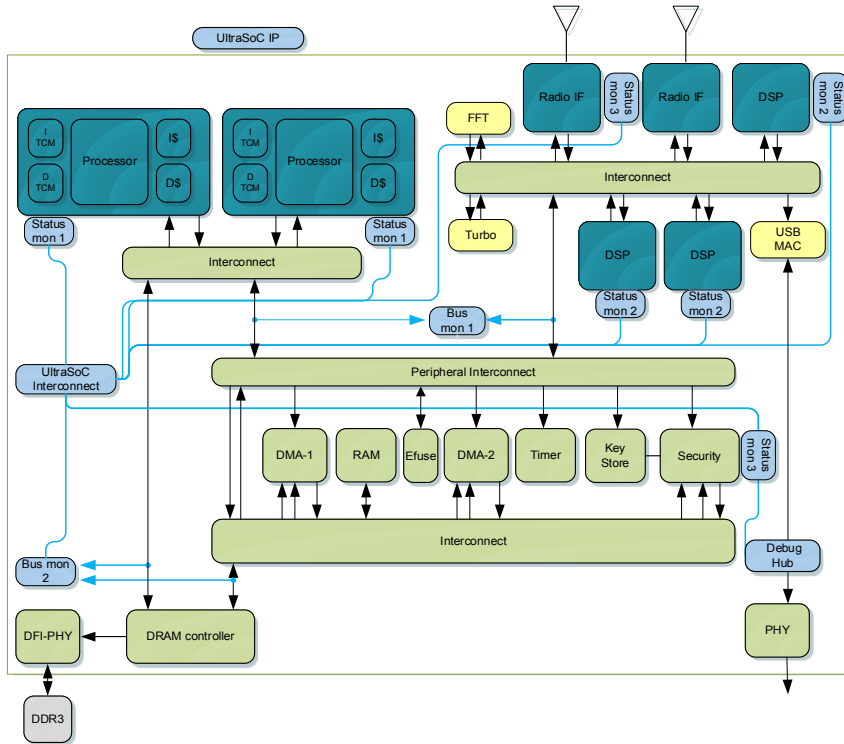 UltraSoC IP
Radio IF
Status
mon 3
Radio IF
DSP
Status
mon 2
FFT
I
TCM
D
TCM
Processor
I$
D$
I
TCM
D
TCM
Processor
I$
D$
Interconnect
Status
mon 1
Status
mon 1
Turbo
USB
MAC
Interconnect
DSP
DSP
Status
mon 2
Status
mon 2
Bus
mon 1
UltraSoC
Interconnect
Peripheral Interconnect
DMA-1
RAM
Efuse
DMA-2
Timer
Key
Store
Security
Status
mon 3
Interconnect
Debug
Hub
Bus mon
2
DFI-PHY
DRAM controller
PHY
DDR3